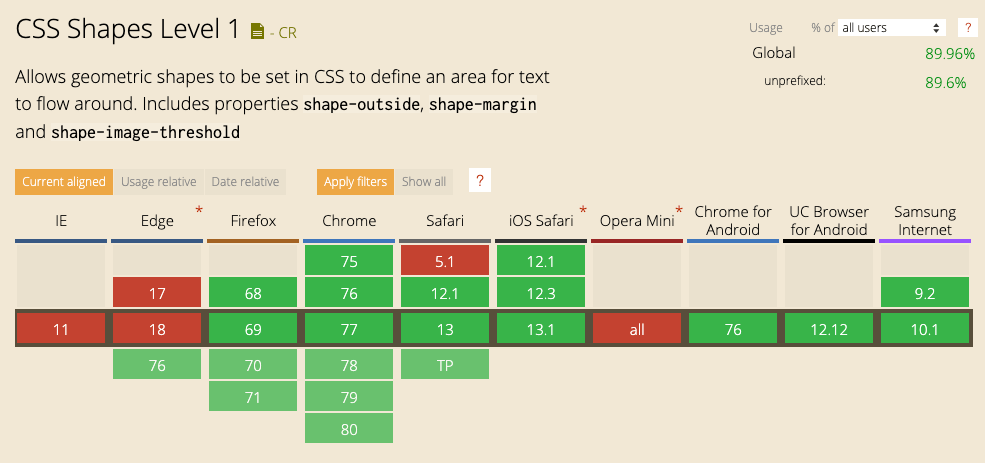 CSS Shapes Level 1 - CR
Usage % of all users ?
Global 89.96%
unprefixed: 89.6%
Allows geometric shapes to be set in CSS to define an area for text
to flow around. Includes properties shape-outside, shape-margin
and shape-image-threshold
Current aligned Usage relative Date relative Apply filters Show all ?
IE Edge * Firefox Chrome Safari iOS Safari * Opera Mini * Chrome for Android UC Browser for Android Samsung Internet
75 5.1 12.1
17 68 76 12.1 12.3 9.2
11 18 69 77 13 13.1 all 76 12.12 10.1
76 70 78 TP
71 79
80